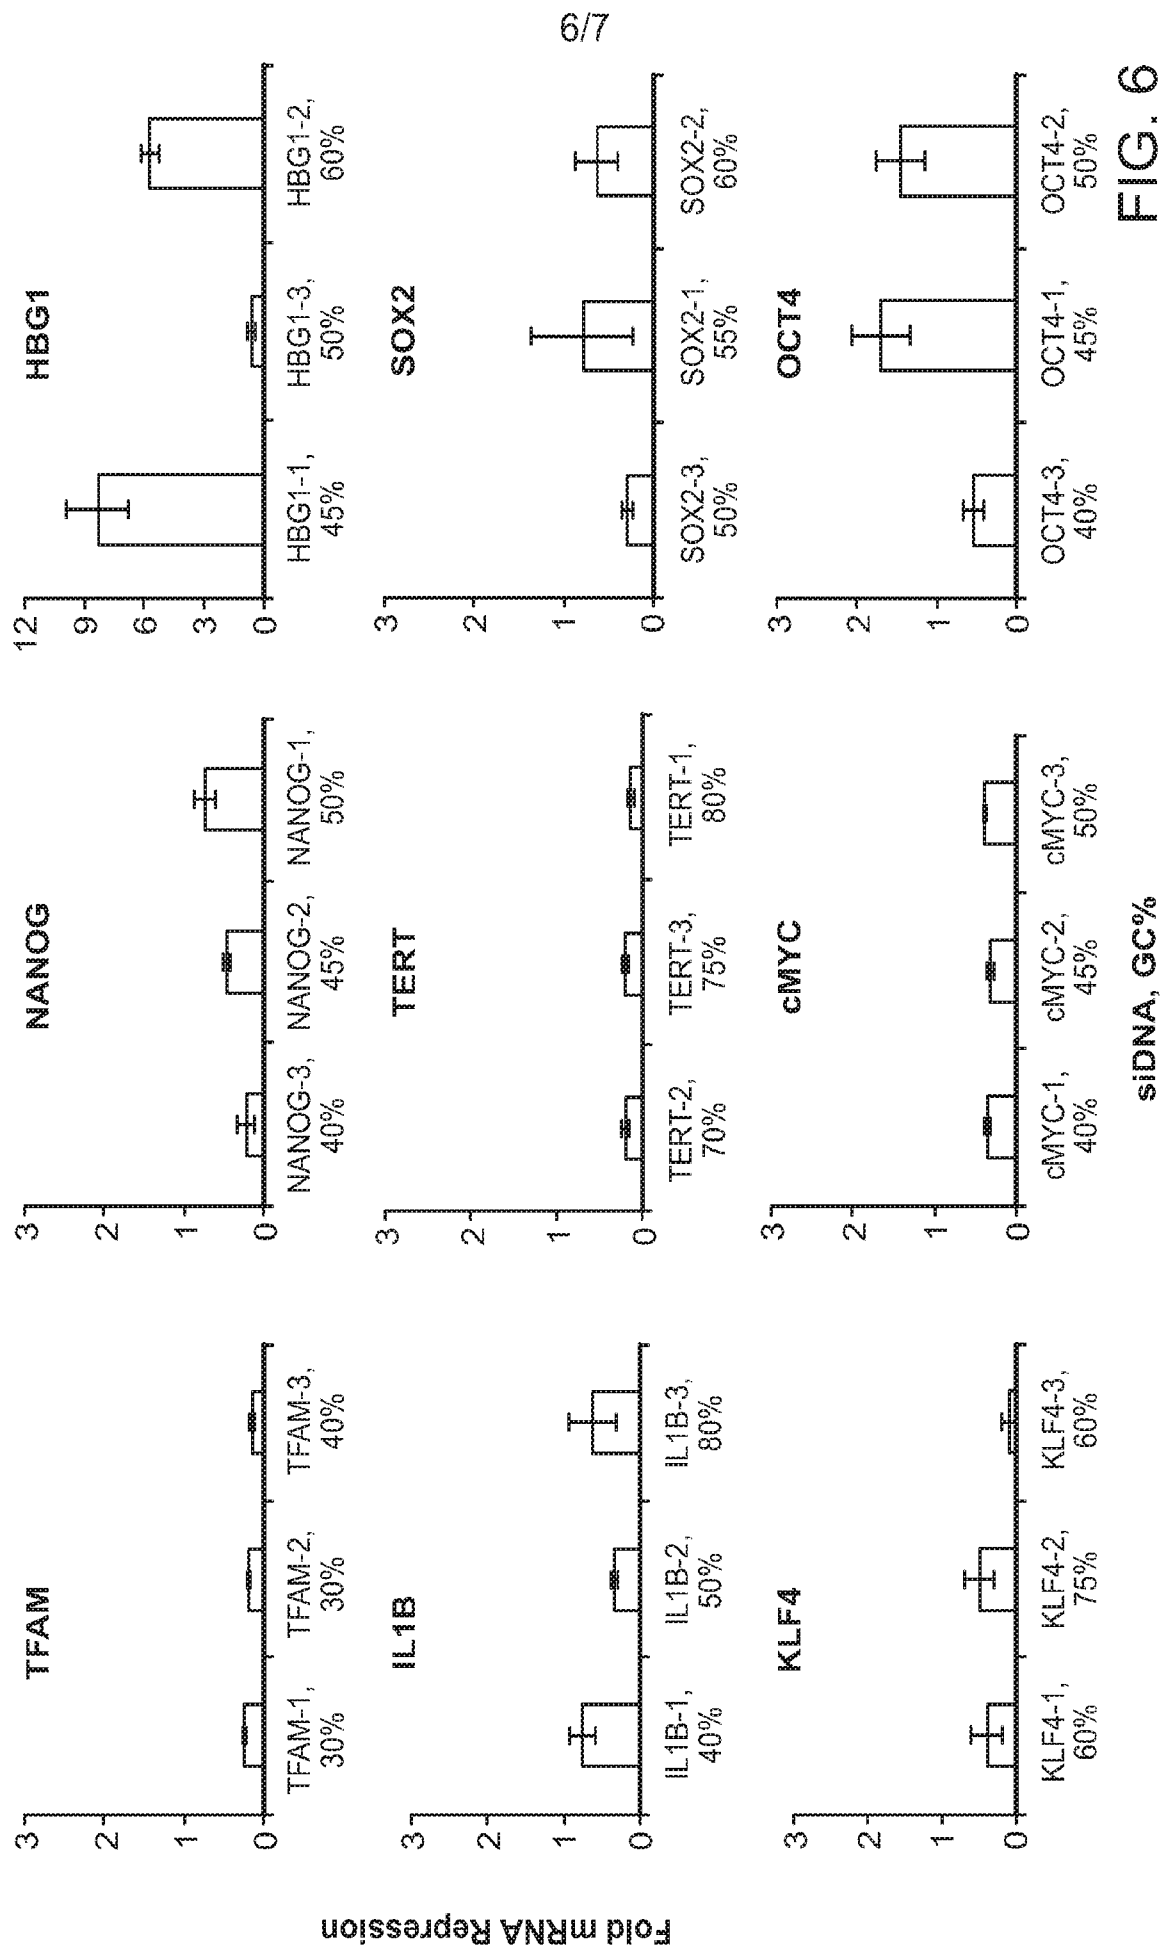 6/7
Fold mRNA Repression
TFAM
3
2
1
0
TFAM-1, TFAM-2, TFAM-3,
30% 30% 40%
NANOG
3
2
1
0
NANOG-3, NANOG-2, NANOG-1,
40% 45% 50%
HBG1
12
9
6
3
0
HBG1-1, HBG1-3, HBG1-2,
45% 50% 60%
IL1B
3
2
1
0
IL1B-1, IL1B-2, IL1B-3,
40% 50% 80%
TERT
3
2
1
0
TERT-2, TERT-3, TERT-1,
70% 75% 80%
SOX2
3
2
1
0
SOX2-3, SOX2-1, SOX2-2,
50% 55% 60%
KLF4
3
2
1
0
KLF4-1, KLF4-2, KLF4-3,
60% 75% 60%
cMYC
3
2
1
0
cMYC-1, cMYC-2, cMYC-3,
40% 45% 50%
OCT4
3
2
1
0
OCT4-3, OCT4-1, OCT4-2,
40% 45% 50%
siDNA, GC%
FIG. 6